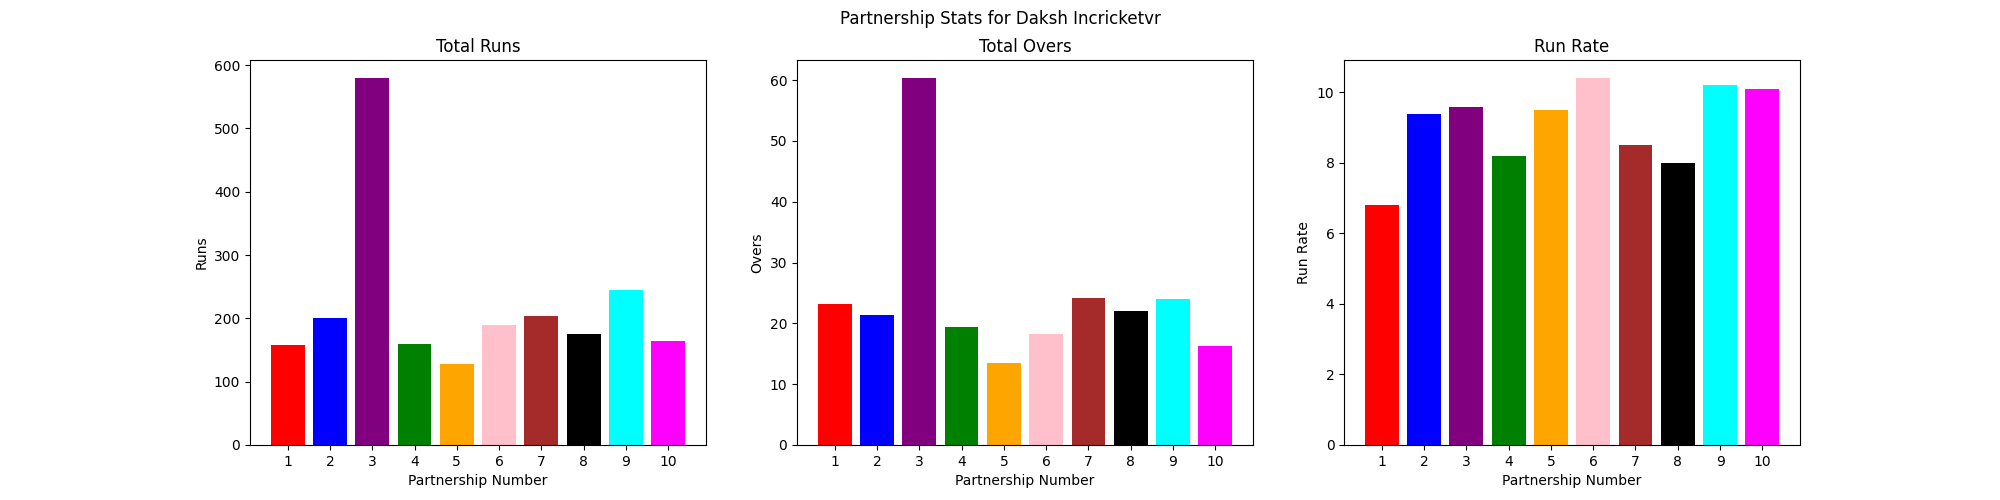 Partnership Stats for Daksh Incricketvr
Total Runs
Runs
600
500
400
300
200
100
0
1 2 3 4 5 6 7 8 9 10
Partnership Number
Total Overs
Overs
60
50
40
30
20
10
0
1 2 3 4 5 6 7 8 9 10
Partnership Number
Run Rate
Run Rate
10
8
6
4
2
0
1 2 3 4 5 6 7 8 9 10
Partnership Number